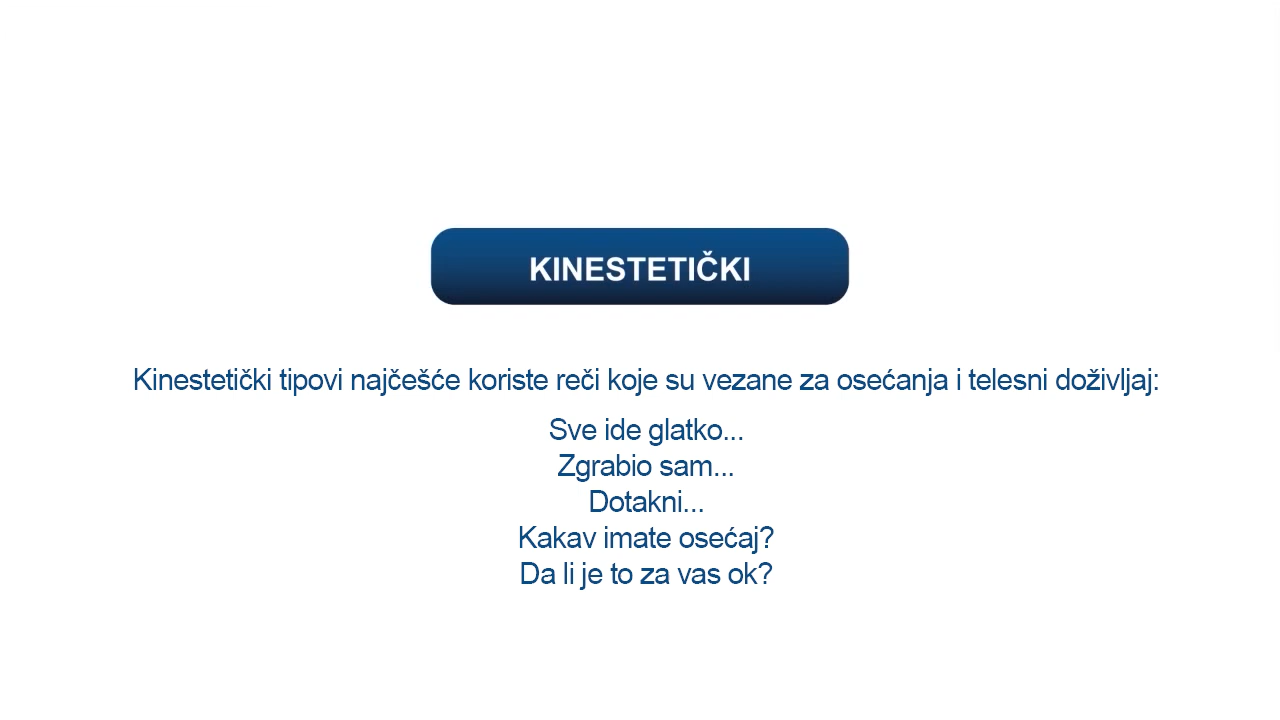 KINESTETIČKI
Kinestetički tipovi najčešće koriste reči koje su vezane za osećanja i telesni doživljaj:
Sve ide glatko...
Zgrabio sam...
Dotakni...
Kakav imate osećaj?
Da li je to za vas ok?